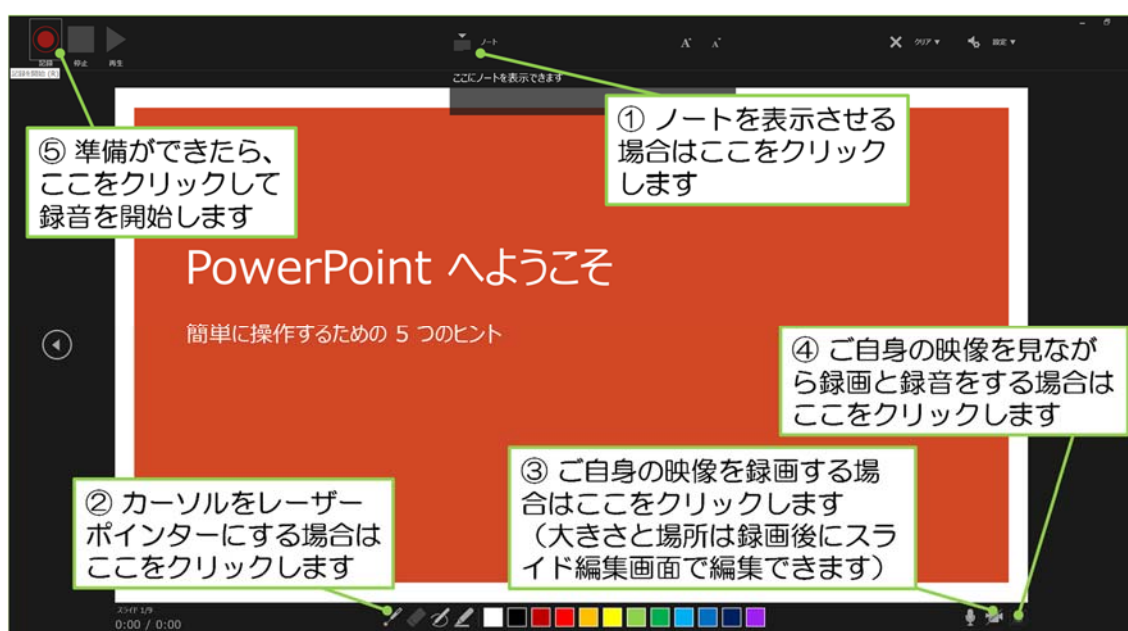 ノート
A˄ A˅
クリア
設定
記録
停止
再生
記録を開始 (R)
ここにノートを表示できます
① ノートを表示させる
場合はここをクリック
します
⑤ 準備ができたら、
ここをクリックして
録音を開始します
PowerPoint へようこそ
簡単に操作するための 5 つのヒント
④ ご自身の映像を見なが
ら録画と録音をする場合は
ここをクリックします
③ ご自身の映像を録画する場
合はここをクリックします
（大きさと場所は録画後にスラ
イド編集画面で編集できます）
② カーソルをレーザー
ポインターにする場合は
ここをクリックします
スライド 1/9
0:00 / 0:00